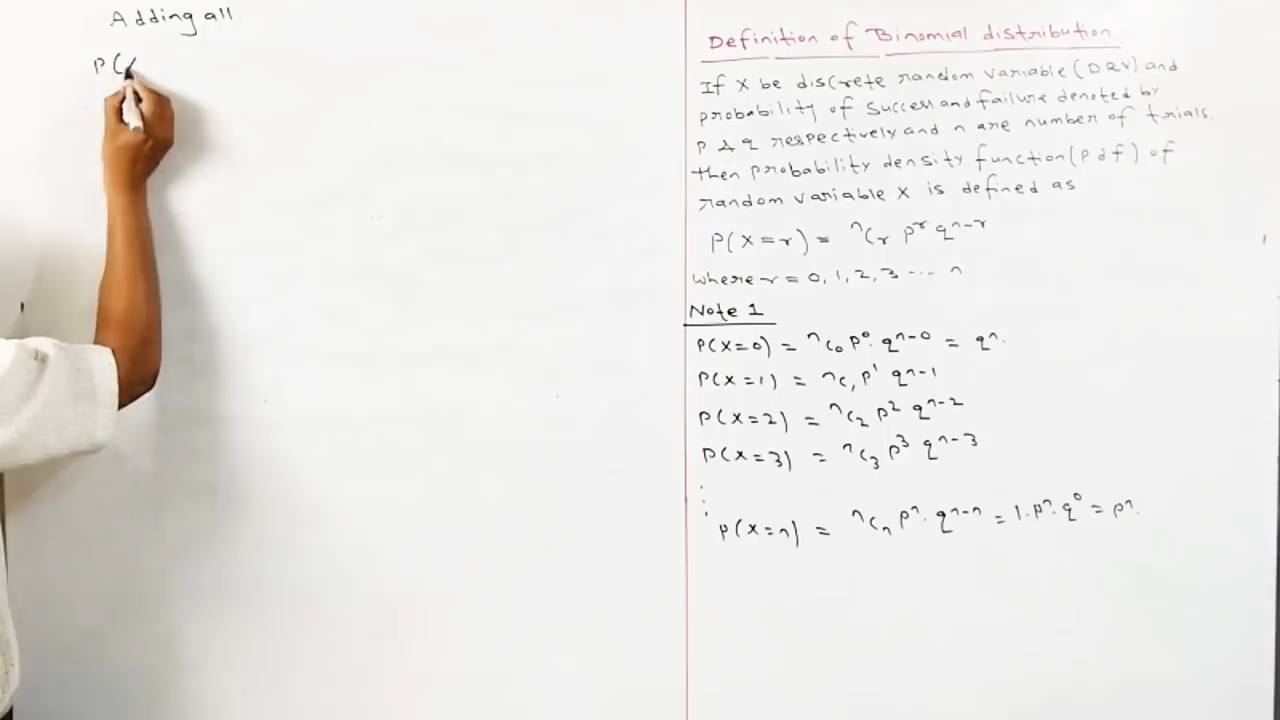 Adding all.
P(
Definition of Binomial distribution
If X be discrete random variable (DRV) and
probability of success and failure denoted by
p & q respectively and n are number of trials.
then probability density function (pdf) of
random variable X is defined as
P(X=r) = ⁿCᵣ pʳ qⁿ⁻ʳ
where r = 0, 1, 2, 3 .... n.
Note 1
P(X=0) = ⁿC₀ p⁰. qⁿ⁻⁰ = qⁿ.
P(X=1) = ⁿC₁ p¹ qⁿ⁻¹
P(X=2) = ⁿC₂ p² qⁿ⁻²
P(X=3) = ⁿC₃ p³ qⁿ⁻³
⋮
P(X=n) = ⁿCₙ pⁿ. qⁿ⁻ⁿ = 1. pⁿ. q⁰ = pⁿ.